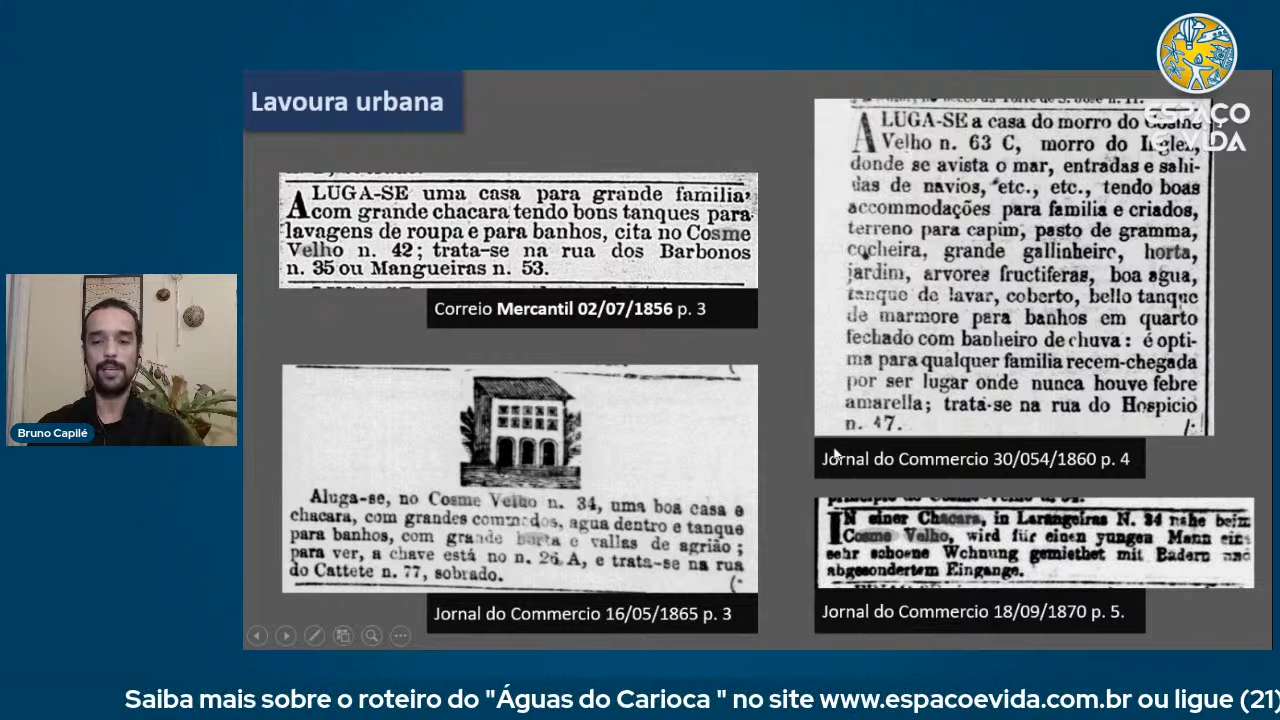 Lavoura urbana
ESPAÇO
E VIDA
ALUGA-SE uma casa para grande familia,
com grande chacara tendo bons tanques para
lavagens de roupa e para banhos, cita no Cosme
Velho n. 42; trata-se na rua dos Barbonos
n. 35 ou Mangueiras n. 53.
Correio Mercantil 02/07/1856 p. 3
Aluga-se, no Cosme Velho n. 34, uma boa casa e
chacara, com grandes commodos, agua dentro e tanque
para banhos, com grande horta e vallas de agrião;
para ver, a chave está no n. 26 A, e trata-se na rua
do Cattete n. 77, sobrado.
Jornal do Commercio 16/05/1865 p. 3
ALUGA-SE a casa do morro do Cosme
Velho n. 63 C, morro do Inglez,
donde se avista o mar, entradas e sahi-
das de navios, etc., etc., tendo boas
accommodações para familia e criados,
terreno para capim, pasto de gramma,
cocheira, grande gallinheiro, horta,
jardim, arvores fructiferas, boa agua,
tanque de lavar, coberto, bello tanque
de marmore para banhos em quarto
fechado com banheiro de chuva: é opti-
ma para qualquer familia recem-chegada
por ser lugar onde nunca houve febre
amarella; trata-se na rua do Hospicio
n. 47.
Jornal do Commercio 30/054/1860 p. 4
IN einer Chacara, in Larangeiras N. 34 nahe beim
Cosme Velho, wird für einen yungen Mann eine
sehr schoene Wohnung gemiethet mit Badern und
abgesondertem Eingange.
Jornal do Commercio 18/09/1870 p. 5.
Bruno Capilé
Saiba mais sobre o roteiro do "Águas do Carioca " no site www.espacoevida.com.br ou ligue (21)